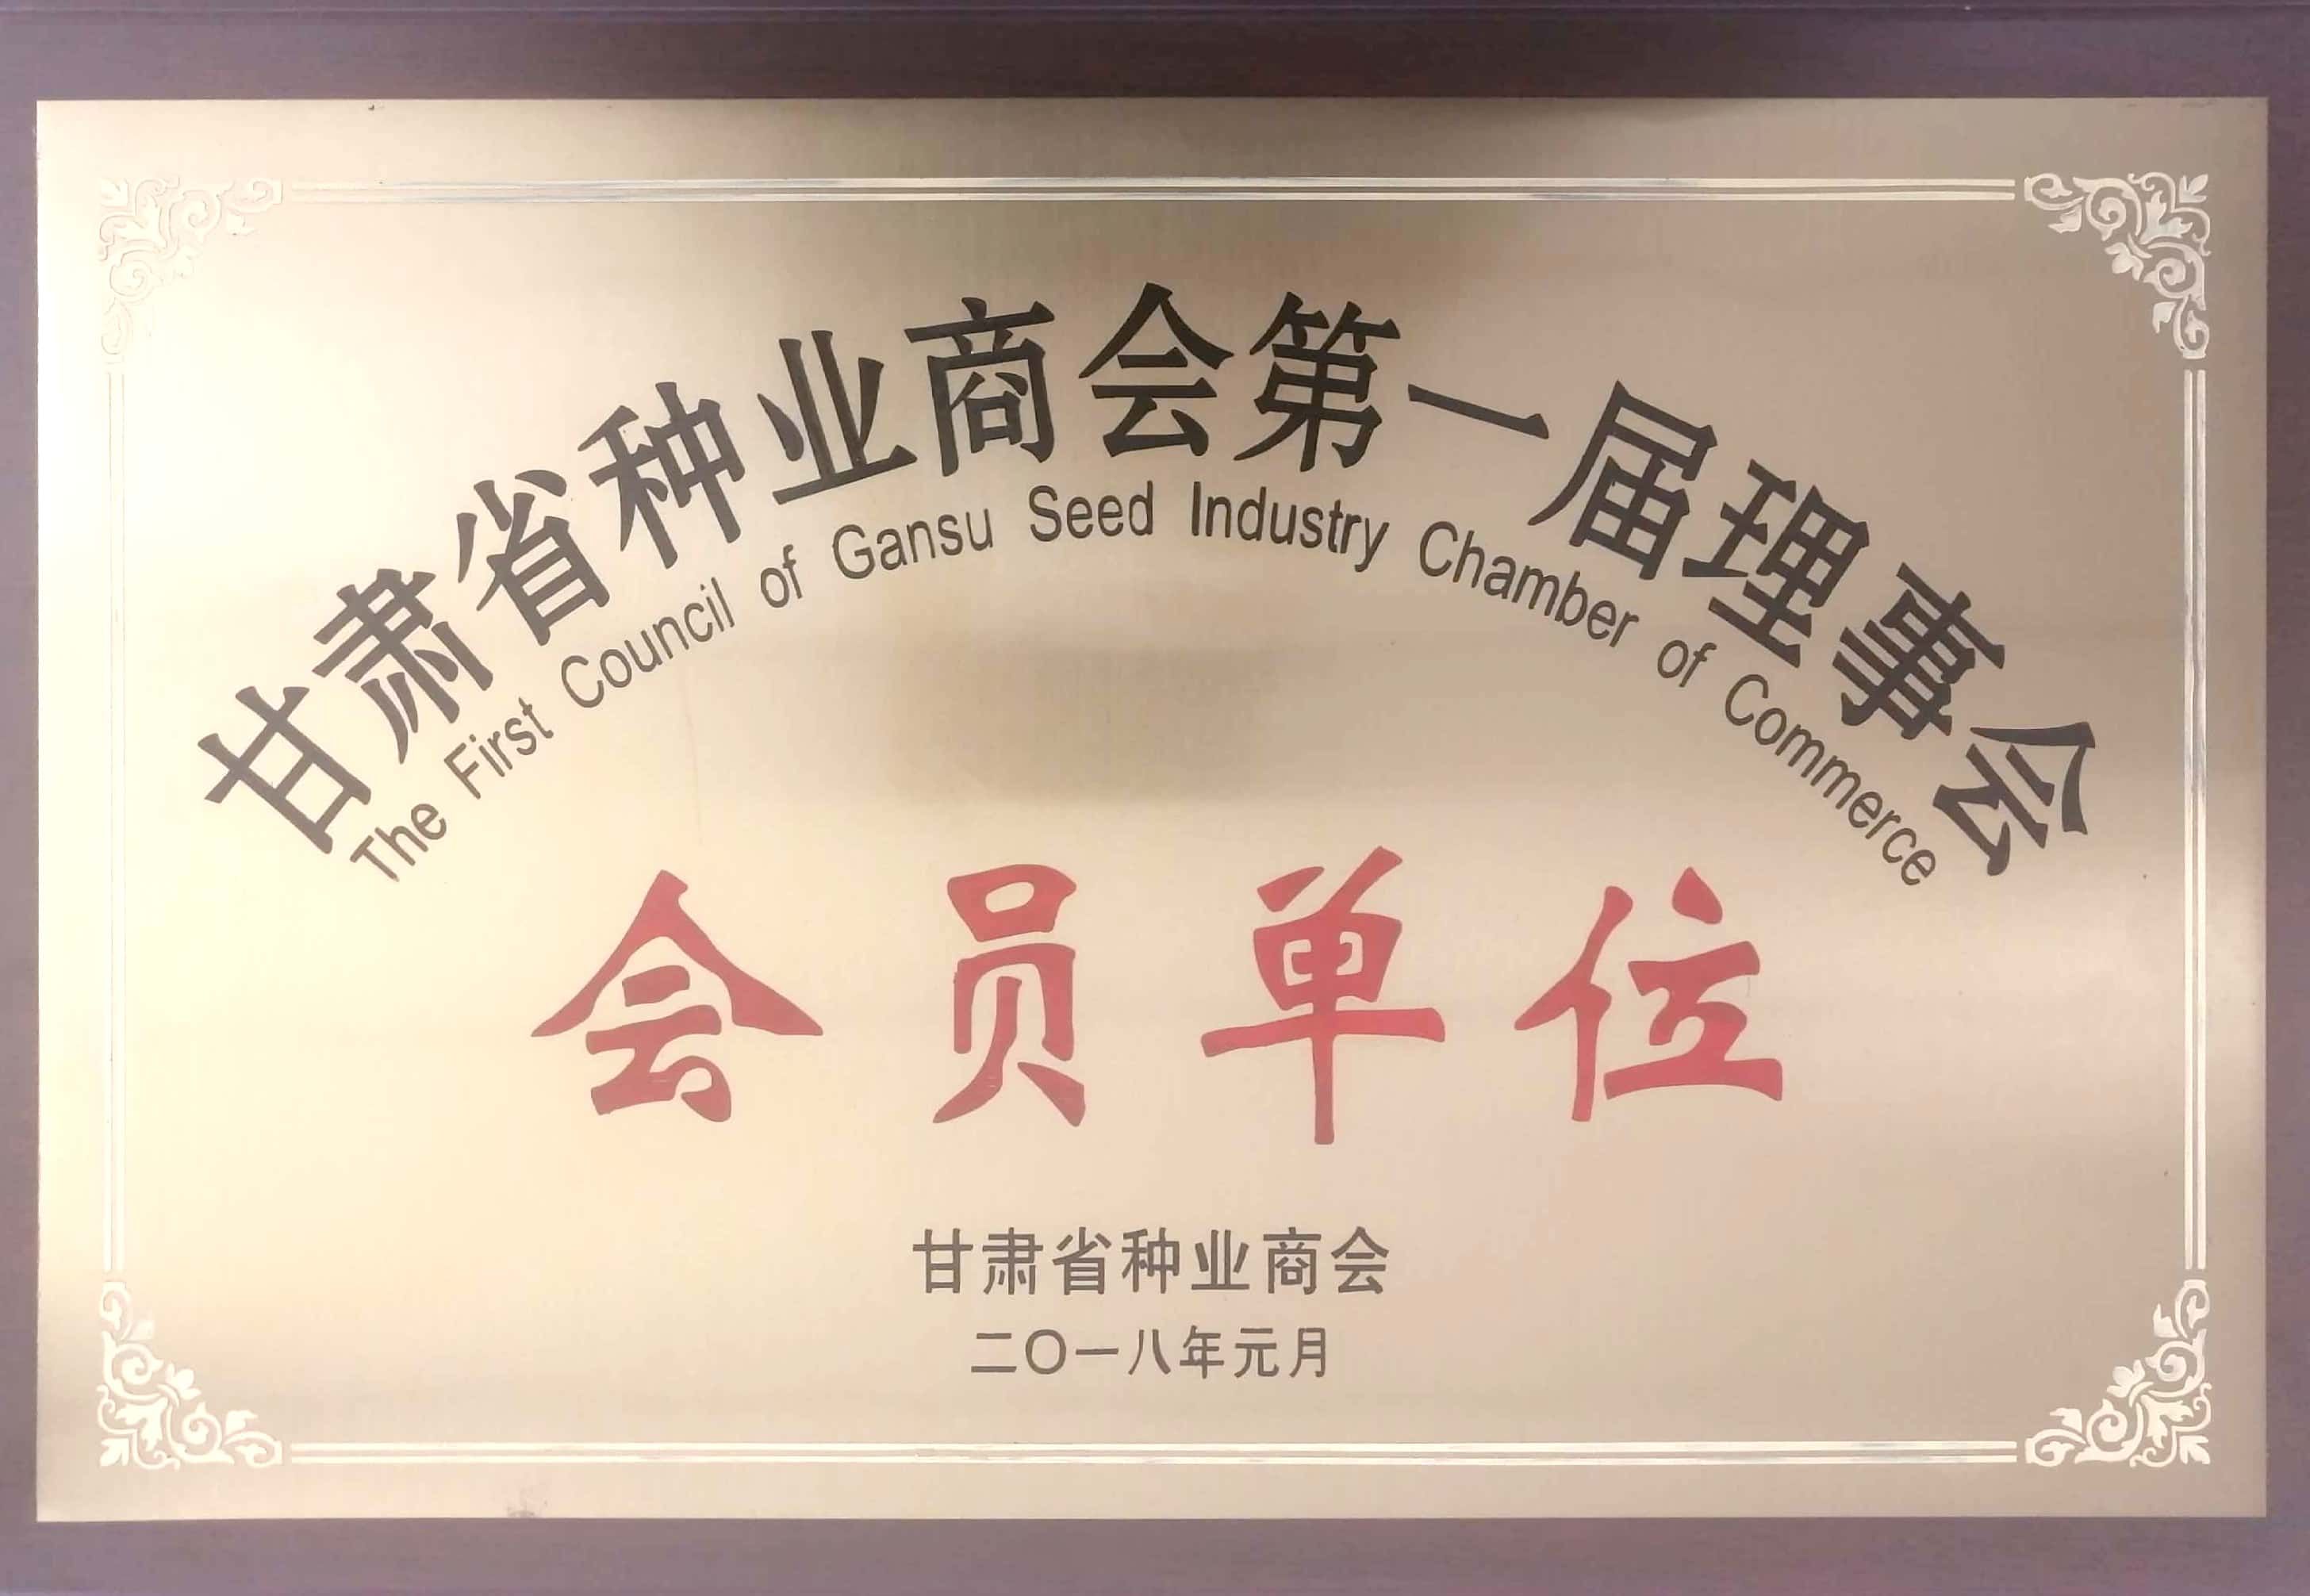 甘肃省种业商会第一届理事会
The First Council of Gansu Seed Industry Chamber of Commerce
会员单位
甘肃省种业商会
二〇一八年元月